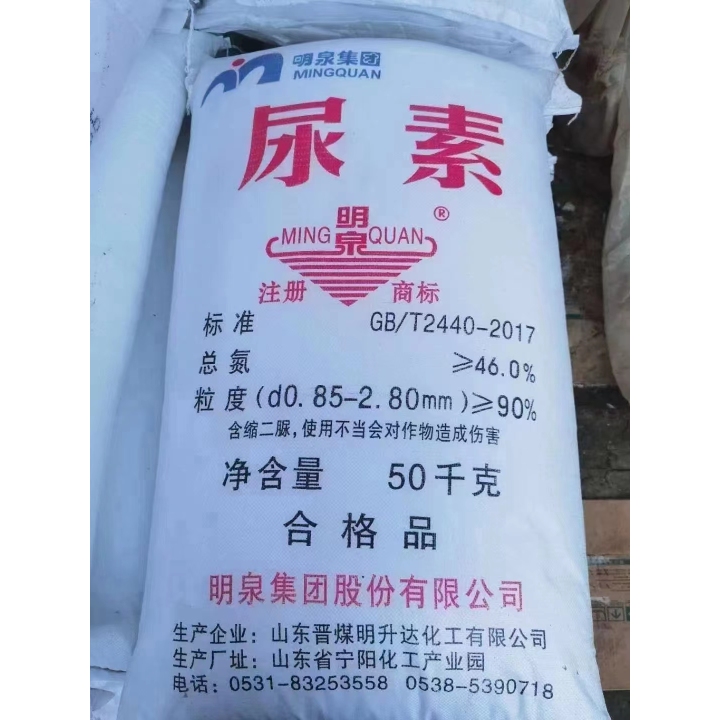 明泉集团
MINGQUAN
尿素
明泉
MING QUAN ®
注册 商标
标准 GB/T2440-2017
总氮 ≥46.0%
粒度(d0.85-2.80mm)≥90%
含缩二脲,使用不当会对作物造成伤害
净含量 50千克
合格品
明泉集团股份有限公司
生产企业:山东晋煤明升达化工有限公司
生产厂址:山东省宁阳化工产业园
电话:0531-83253558 0538-5390718